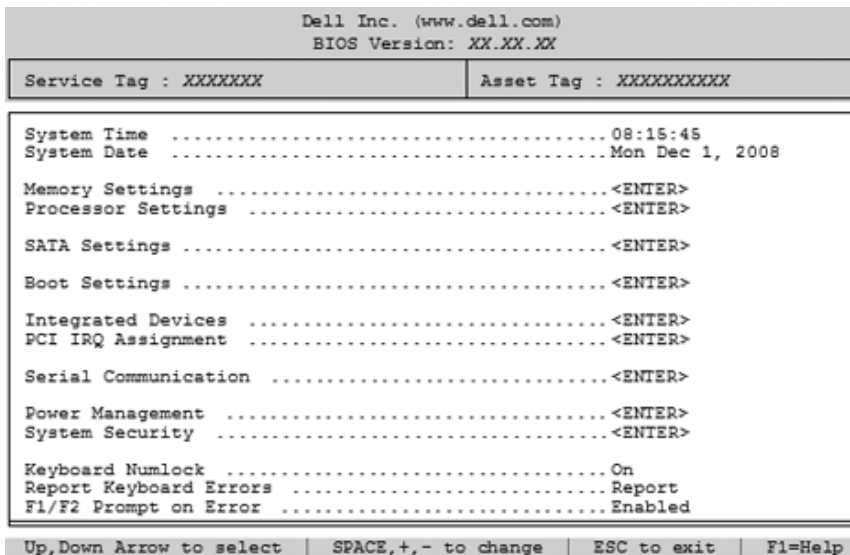 Dell Inc. (www.dell.com)
BIOS Version: XX.XX.XX
Service Tag : XXXXXXX
Asset Tag : XXXXXXXXXX
System Time ........................................ 08:15:45
System Date ........................................ Mon Dec 1, 2008
Memory Settings .................................... <ENTER>
Processor Settings ................................. <ENTER>
SATA Settings ....................................... <ENTER>
Boot Settings ....................................... <ENTER>
Integrated Devices ................................. <ENTER>
PCI IRQ Assignment ................................. <ENTER>
Serial Communication ............................... <ENTER>
Power Management ................................... <ENTER>
System Security .................................... <ENTER>
Keyboard Numlock ................................... On
Report Keyboard Errors ............................. Report
F1/F2 Prompt on Error .............................. Enabled
Up,Down Arrow to select | SPACE,+,- to change | ESC to exit | F1=Help